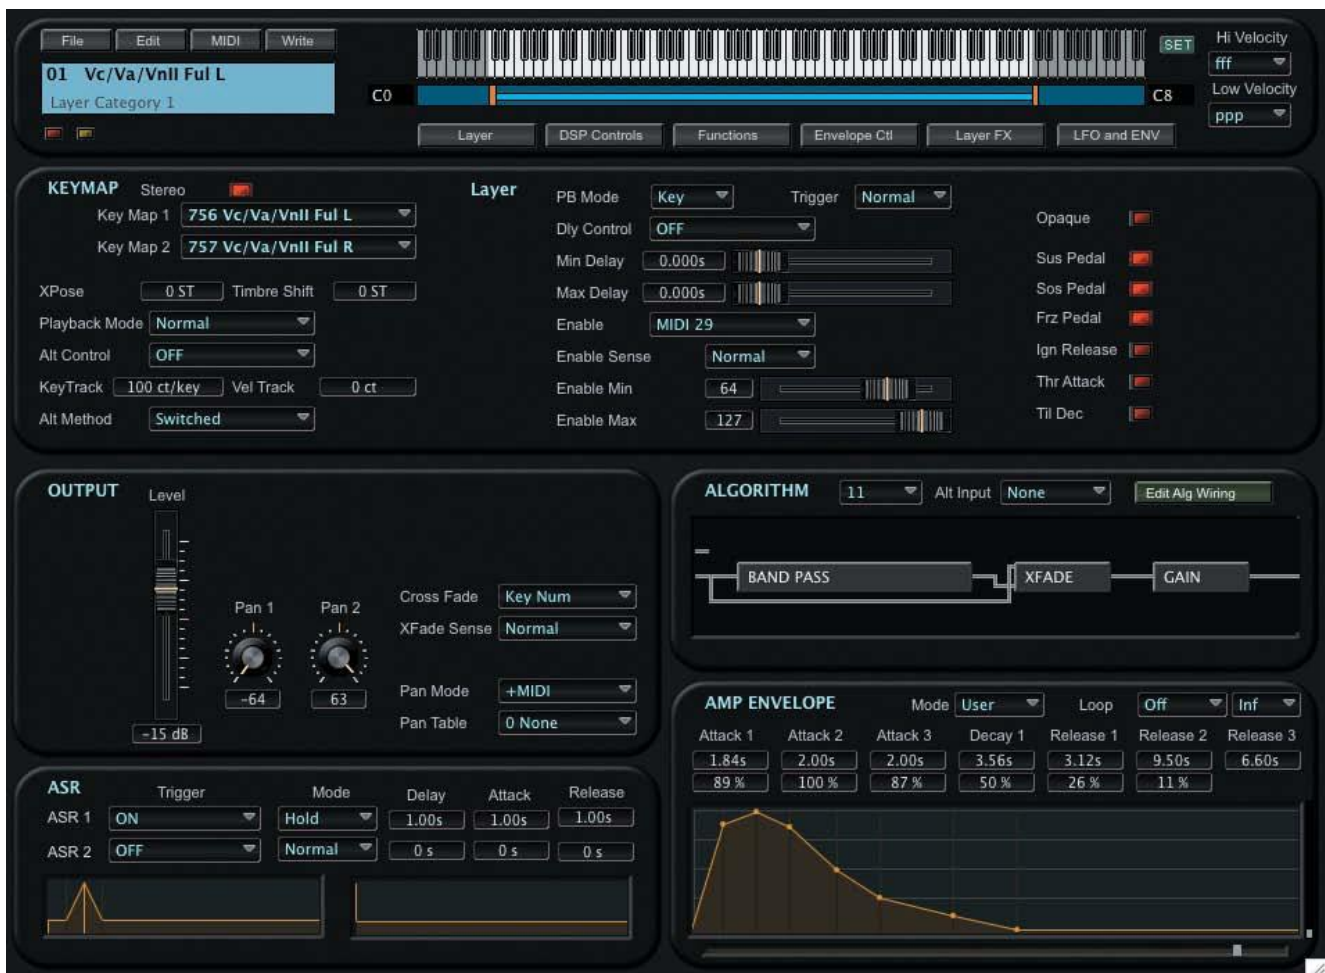 File Edit MIDI Write
SET Hi Velocity
fff
01 Vc/Va/VnII Ful L
Layer Category 1
C0 C8
Low Velocity
ppp
Layer DSP Controls Functions Envelope Ctl Layer FX LFO and ENV
KEYMAP Stereo
Key Map 1 756 Vc/Va/VnII Ful L
Key Map 2 757 Vc/Va/VnII Ful R
XPose 0 ST Timbre Shift 0 ST
Playback Mode Normal
Alt Control OFF
KeyTrack 100 ct/key Vel Track 0 ct
Alt Method Switched
Layer PB Mode Key Trigger Normal
Dly Control OFF
Min Delay 0.000s
Max Delay 0.000s
Enable MIDI 29
Enable Sense Normal
Enable Min 64
Enable Max 127
Opaque
Sus Pedal
Sos Pedal
Frz Pedal
Ign Release
Thr Attack
Til Dec
OUTPUT Level
Pan 1 Pan 2
-64 63
-15 dB
Cross Fade Key Num
XFade Sense Normal
Pan Mode +MIDI
Pan Table 0 None
ALGORITHM 11 Alt Input None Edit Alg Wiring
BAND PASS XFADE GAIN
ASR Trigger Mode Delay Attack Release
ASR 1 ON Hold 1.00s 1.00s 1.00s
ASR 2 OFF Normal 0 s 0 s 0 s
AMP ENVELOPE Mode User Loop Off Inf
Attack 1 Attack 2 Attack 3 Decay 1 Release 1 Release 2 Release 3
1.84s 2.00s 2.00s 3.56s 3.12s 9.50s 6.60s
89 % 100 % 87 % 50 % 26 % 11 %